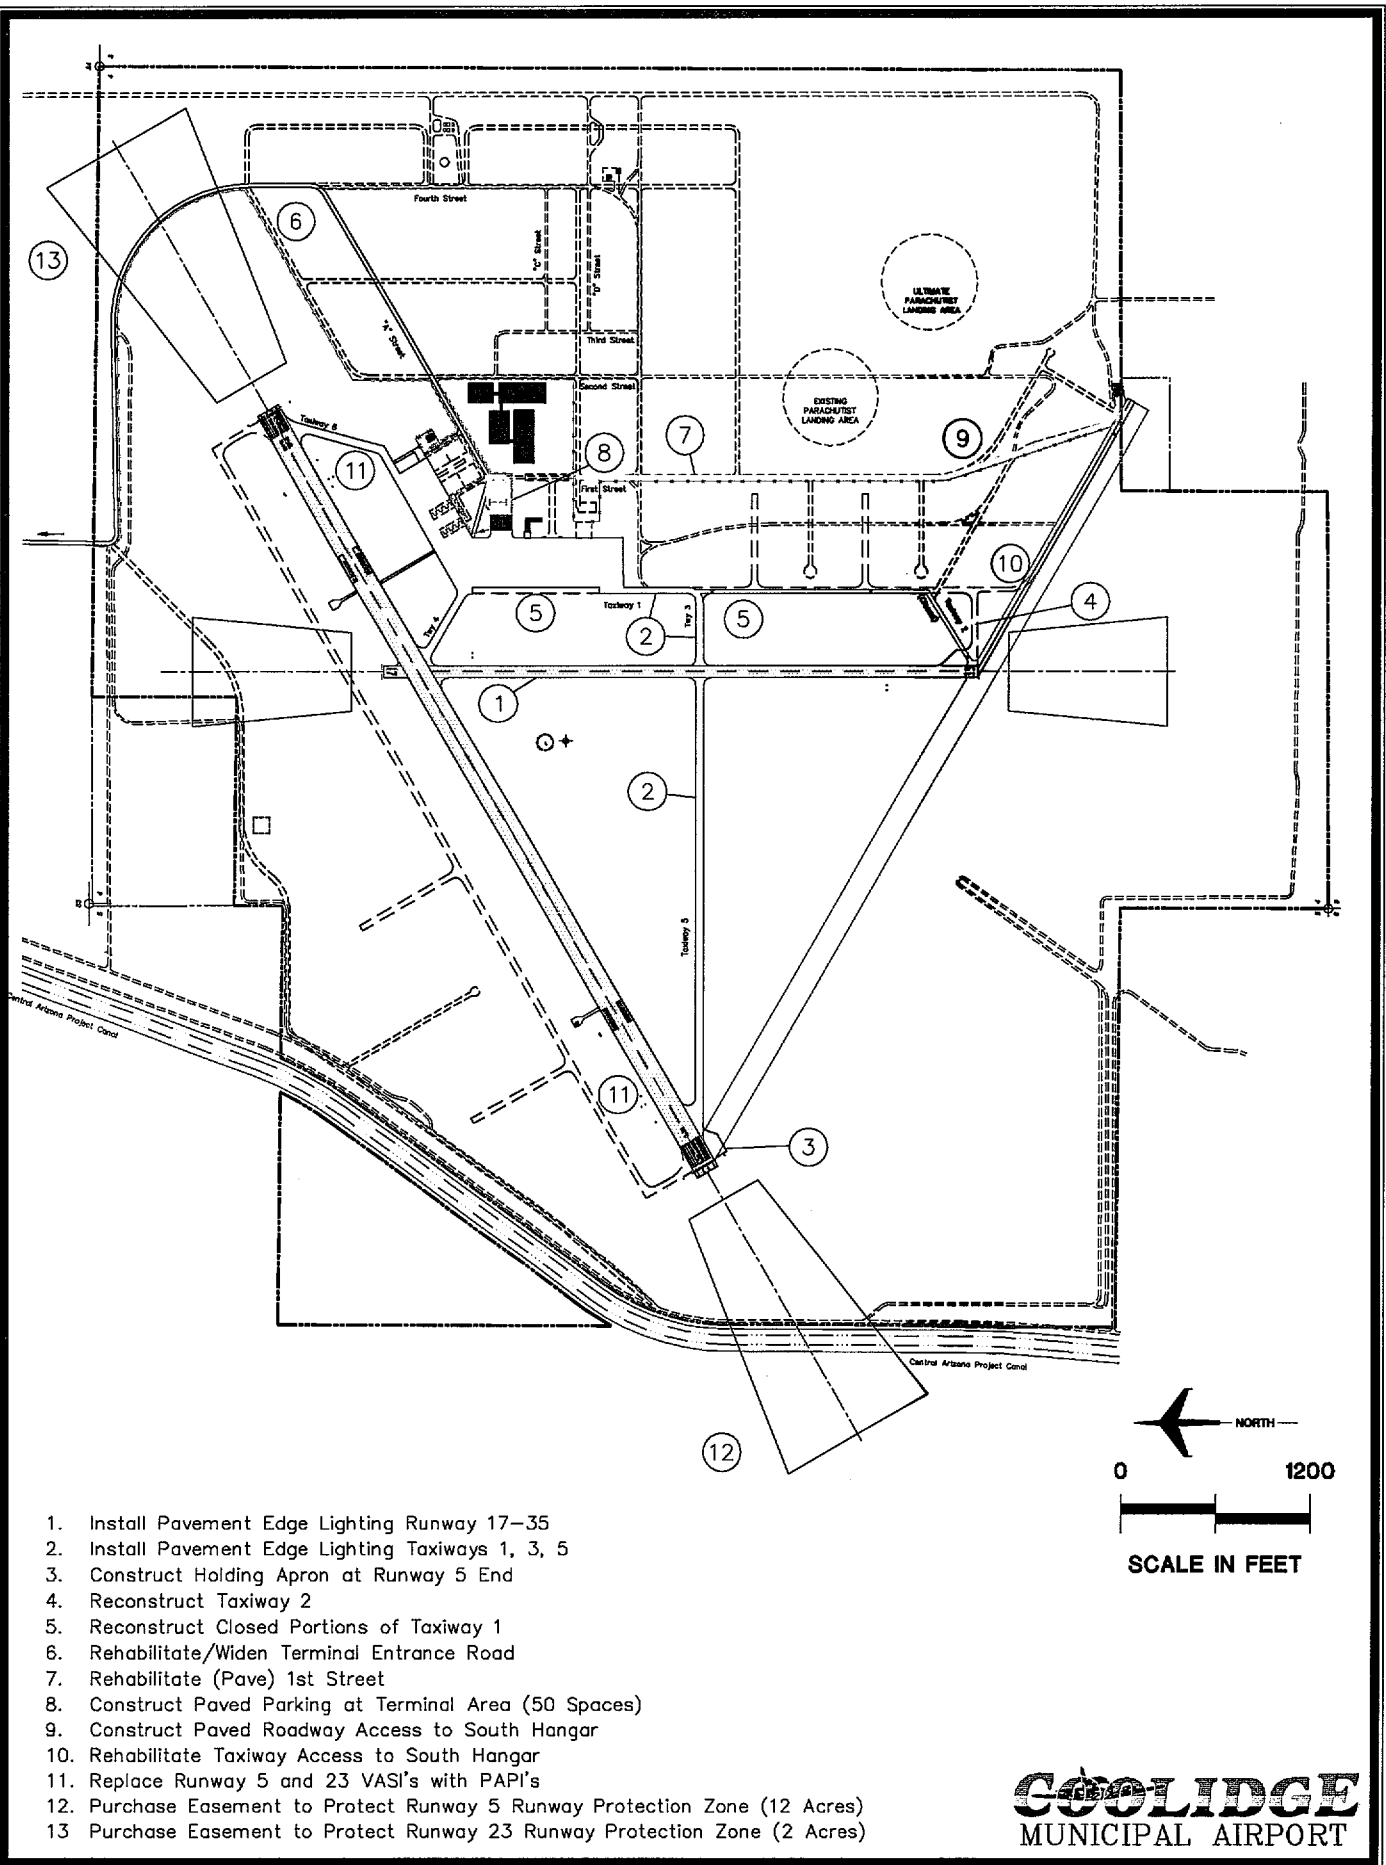 Fourth Street
6
13
"C" Street
"D" Street
ULTIMATE
PARACHUTIST
LANDING AREA
"A" Street
Third Street
Second Street
EXISTING
PARACHUTIST
LANDING AREA
Taxiway 6
7
9
8
11
First Street
10
5
Taxiway 1
Twy 3
5
4
Twy 4
2
Taxiway 2
1
2
Taxiway 5
Central Arizona Project Canal
11
3
Central Arizona Project Canal
NORTH
12
0 1200
SCALE IN FEET
1. Install Pavement Edge Lighting Runway 17-35
2. Install Pavement Edge Lighting Taxiways 1, 3, 5
3. Construct Holding Apron at Runway 5 End
4. Reconstruct Taxiway 2
5. Reconstruct Closed Portions of Taxiway 1
6. Rehabilitate/Widen Terminal Entrance Road
7. Rehabilitate (Pave) 1st Street
8. Construct Paved Parking at Terminal Area (50 Spaces)
9. Construct Paved Roadway Access to South Hangar
10. Rehabilitate Taxiway Access to South Hangar
11. Replace Runway 5 and 23 VASI's with PAPI's
12. Purchase Easement to Protect Runway 5 Runway Protection Zone (12 Acres)
13 Purchase Easement to Protect Runway 23 Runway Protection Zone (2 Acres)
COOLIDGE
MUNICIPAL AIRPORT